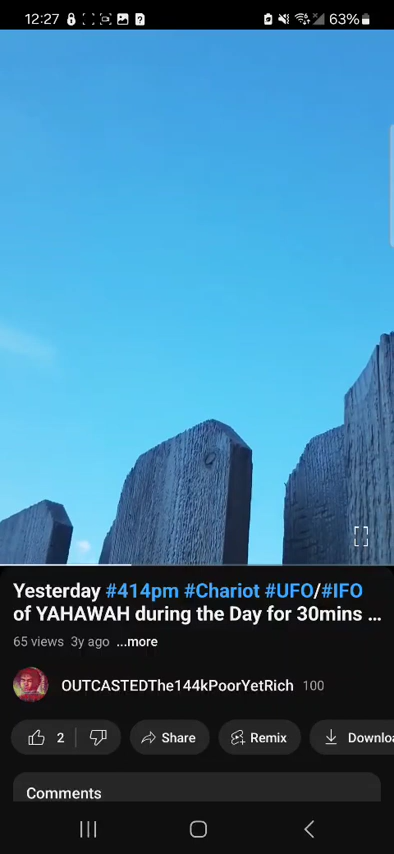 12:27
63%
Yesterday #414pm #Chariot #UFO/#IFO
of YAHAWAH during the Day for 30mins ...
65 views 3y ago ...more
OUTCASTEDThe144kPoorYetRich 100
2 Share Remix Downloa
Comments